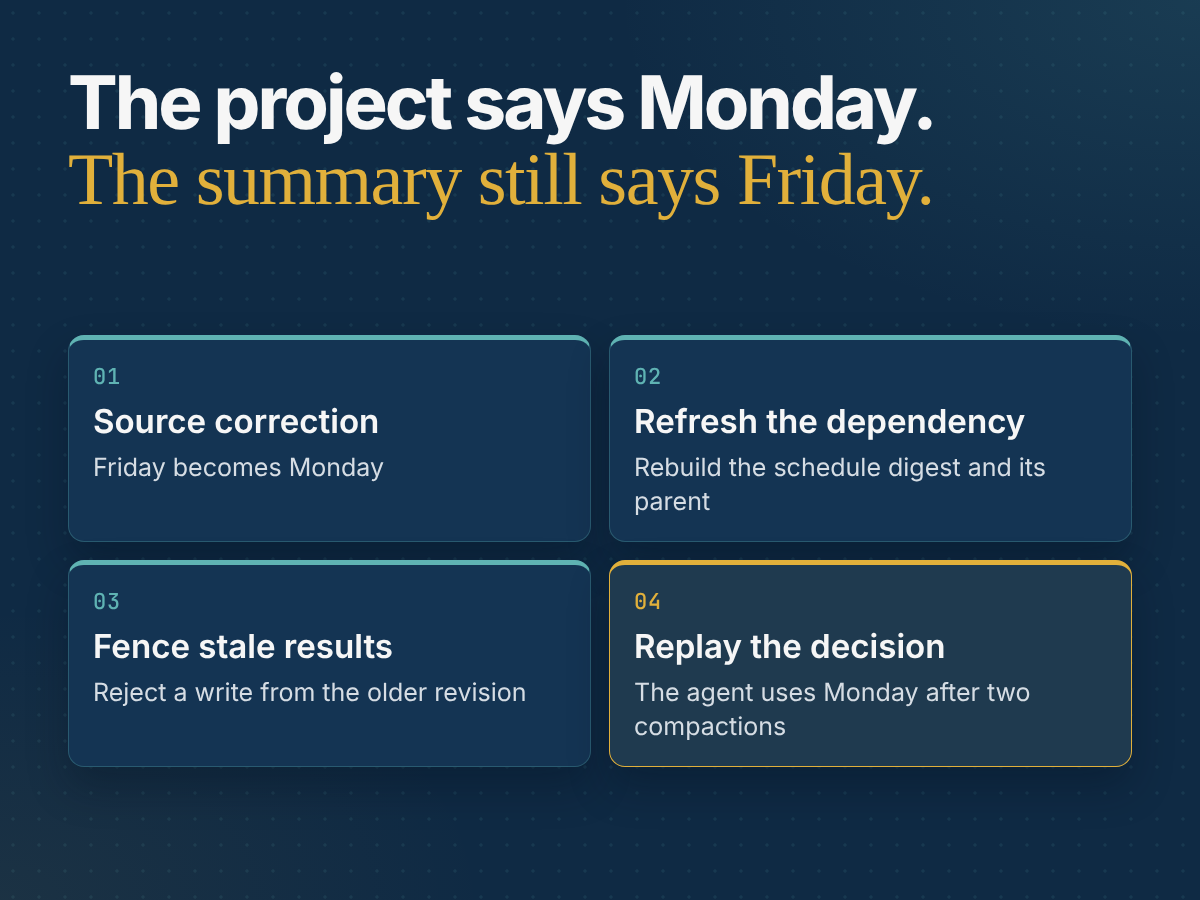 The project says Monday.
The summary still says Friday.
01
Source correction
Friday becomes Monday
02
Refresh the dependency
Rebuild the schedule digest and its
parent
03
Fence stale results
Reject a write from the older revision
04
Replay the decision
The agent uses Monday after two
compactions